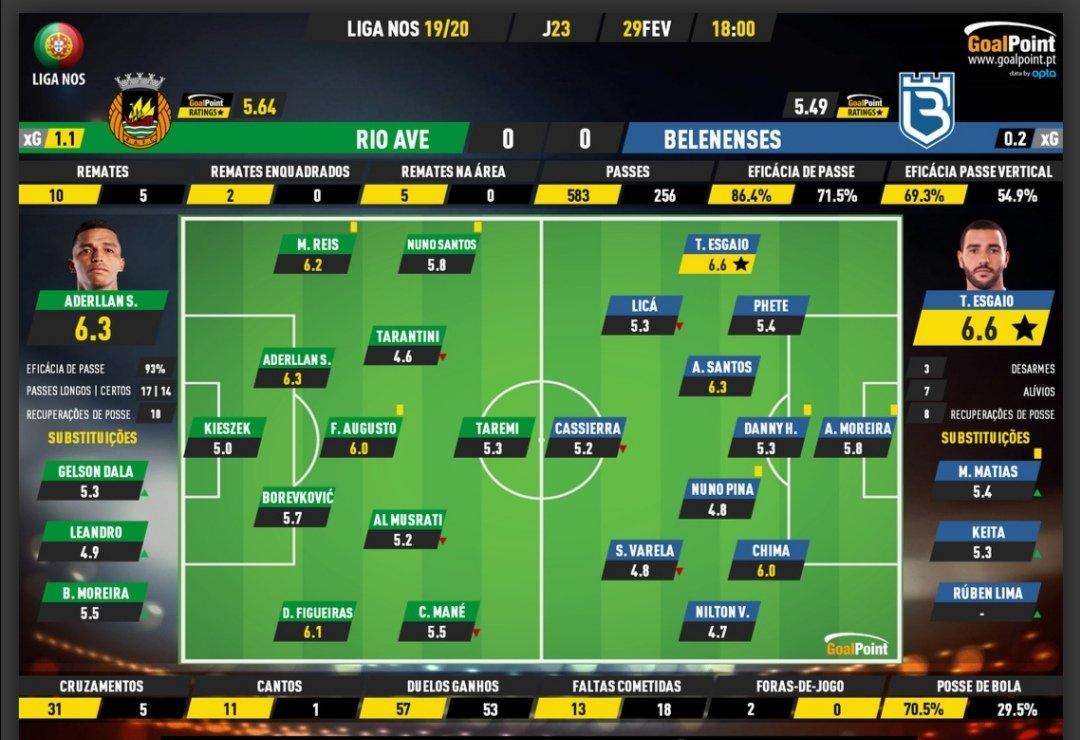 LIGA NOS 19/20 J23 29FEV 18:00
GoalPoint
www.goalpoint.pt
data by opta
LIGA NOS
GoalPoint
RATINGS★ 5.64
5.49 GoalPoint
RATINGS★
xG 1.1 RIO AVE 0 0 BELENENSES 0.2 xG
REMATES REMATES ENQUADRADOS REMATES NA ÁREA PASSES EFICÁCIA DE PASSE EFICÁCIA PASSE VERTICAL
10 5 2 0 5 0 583 256 86.4% 71.5% 69.3% 54.9%
ADERLLAN S.
6.3
EFICÁCIA DE PASSE 93%
PASSES LONGOS | CERTOS 17 | 14
RECUPERAÇÕES DE POSSE 10
SUBSTITUIÇÕES
GELSON DALA
5.3
LEANDRO
4.9
B. MOREIRA
5.5
M. REIS
6.2
NUNO SANTOS
5.8
TARANTINI
4.6
ADERLLAN S.
6.3
KIESZEK
5.0
F. AUGUSTO
6.0
TAREMI
5.3
BOREVKOVIĆ
5.7
AL MUSRATI
5.2
D. FIGUEIRAS
6.1
C. MANÉ
5.5
T. ESGAIO
6.6 ★
LICÁ
5.3
PHETE
5.4
A. SANTOS
6.3
CASSIERRA
5.2
DANNY H.
5.3
A. MOREIRA
5.8
NUNO PINA
4.8
S. VARELA
4.8
CHIMA
6.0
NILTON V.
4.7
GoalPoint
T. ESGAIO
6.6 ★
3 DESARMES
7 ALÍVIOS
8 RECUPERAÇÕES DE POSSE
SUBSTITUIÇÕES
M. MATIAS
5.4
KEITA
5.3
RÚBEN LIMA
-
CRUZAMENTOS CANTOS DUELOS GANHOS FALTAS COMETIDAS FORAS-DE-JOGO POSSE DE BOLA
31 5 11 1 57 53 13 18 2 0 70.5% 29.5%